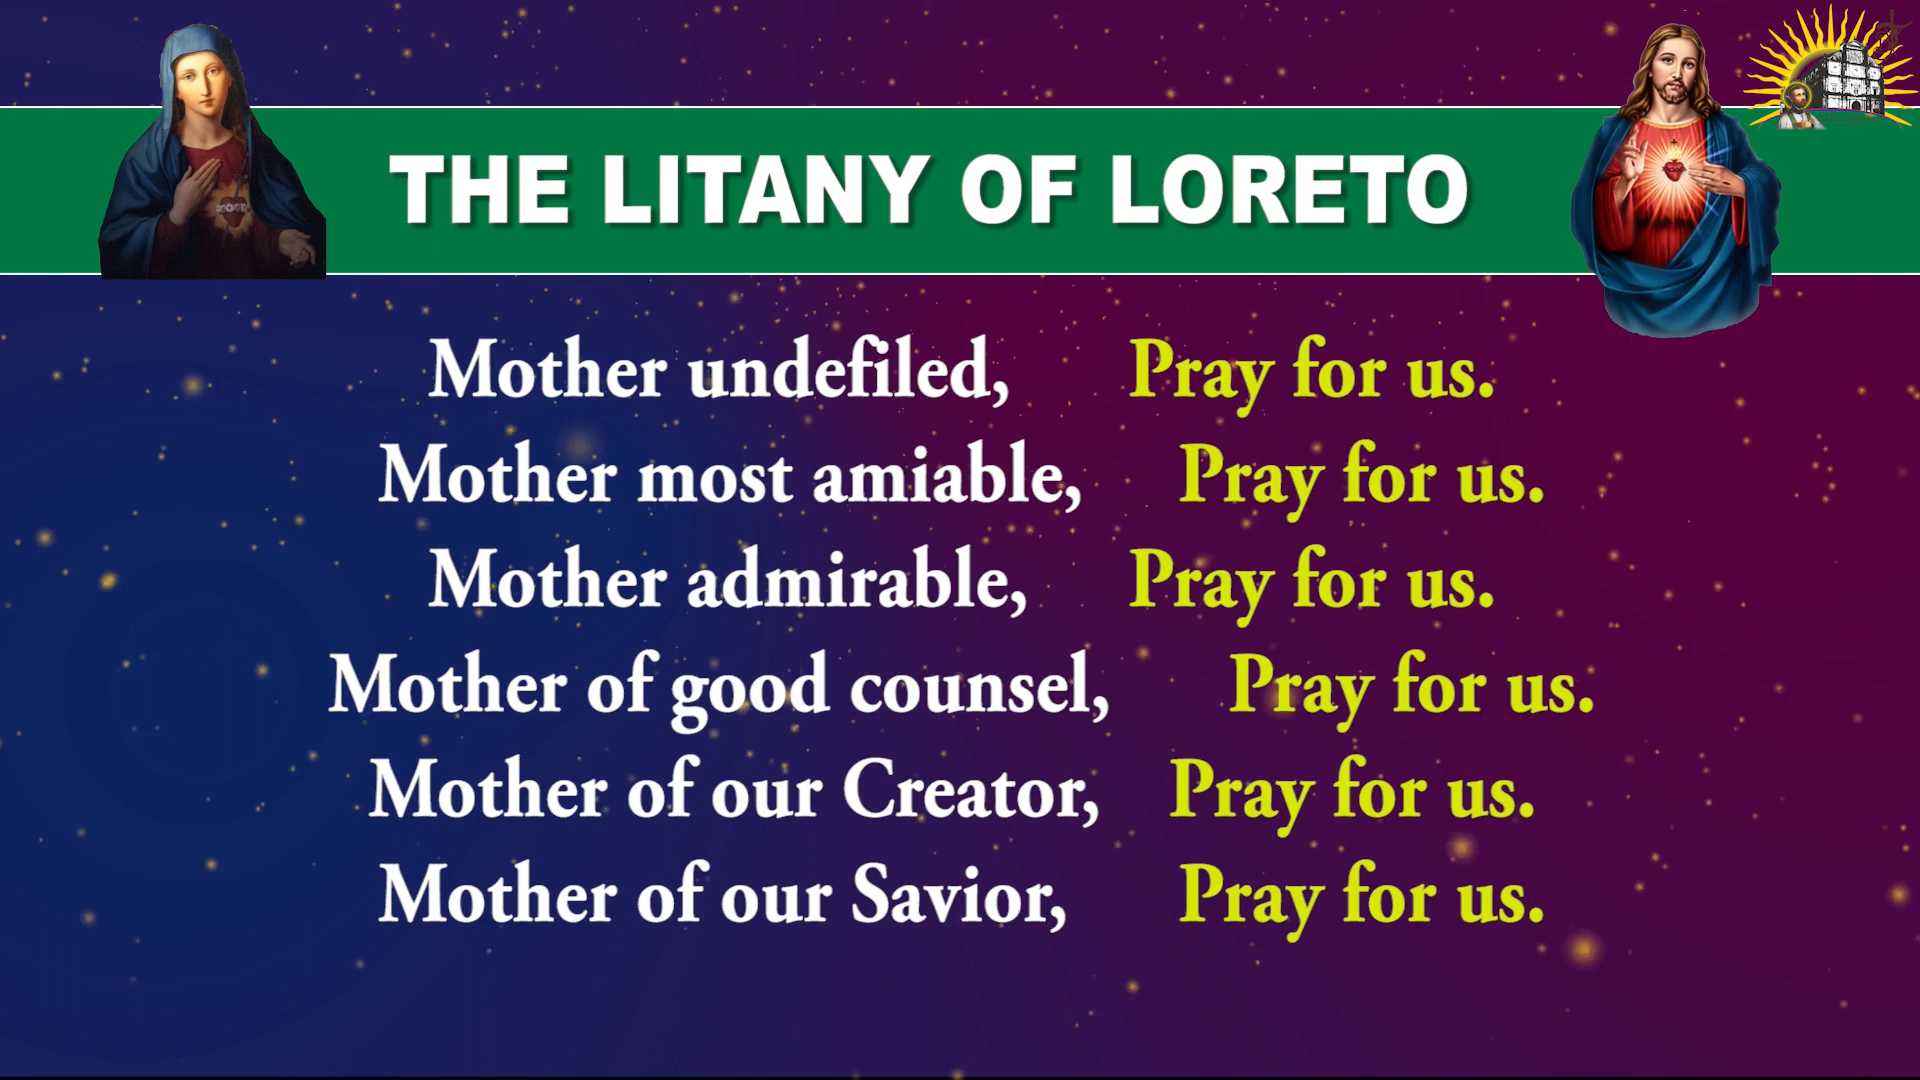 THE LITANY OF LORETO
Mother undefiled, Pray for us.
Mother most amiable, Pray for us.
Mother admirable, Pray for us.
Mother of good counsel, Pray for us.
Mother of our Creator, Pray for us.
Mother of our Savior, Pray for us.